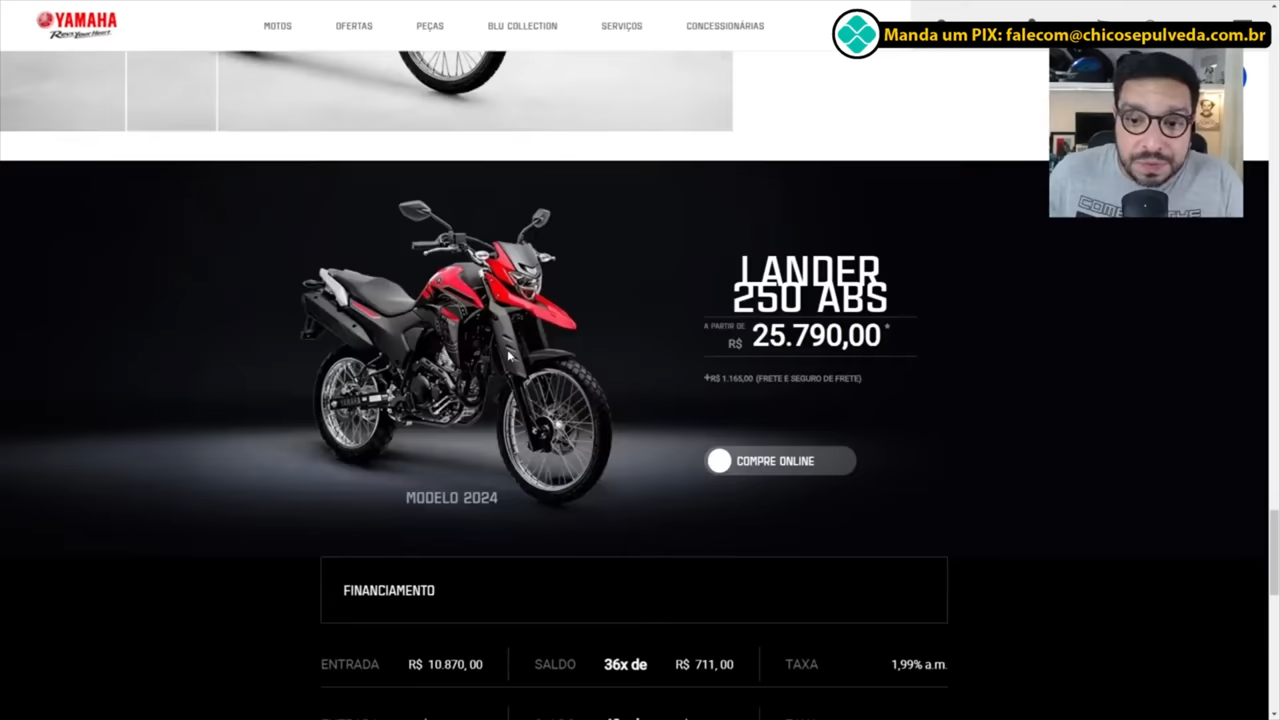 YAMAHA
Revs Your Heart
MOTOS
OFERTAS
PEÇAS
BLU COLLECTION
SERVIÇOS
CONCESSIONÁRIAS
Manda um PIX: falecom@chicosepulveda.com.br
LANDER
250 ABS
A PARTIR DE
R$ 25.790,00*
+R$ 1.165,00 (FRETE E SEGURO DE FRETE)
COMPRE ONLINE
MODELO 2024
FINANCIAMENTO
ENTRADA R$ 10.870,00 SALDO 36x de R$ 711,00 TAXA 1,99% a.m.